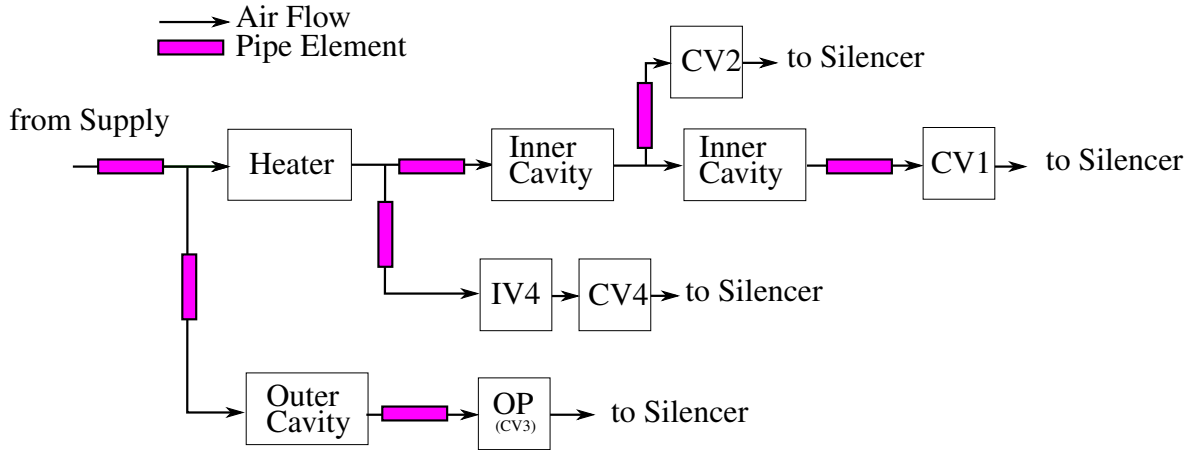 Air Flow
Pipe Element
CV2
to Silencer
from Supply
Heater
Inner
Cavity
Inner
Cavity
CV1
to Silencer
IV4
CV4
to Silencer
Outer
Cavity
OP
(CV3)
to Silencer